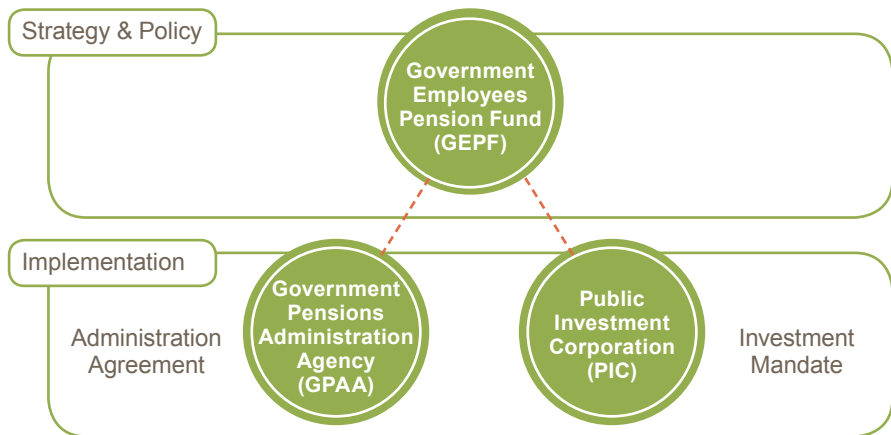 Strategy & Policy
Government
Employees
Pension Fund
(GEPF)
Implementation
Administration
Agreement
Government
Pensions
Administration
Agency
(GPAA)
Public
Investment
Corporation
(PIC)
Investment
Mandate